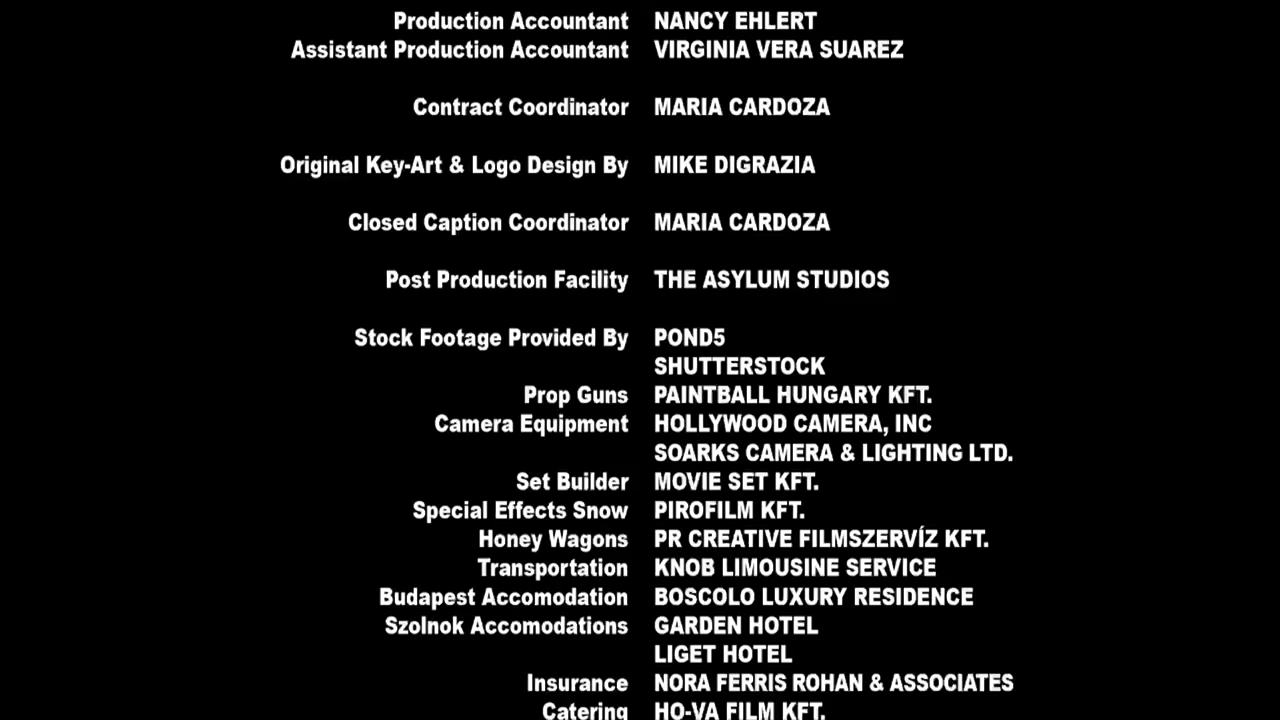 Production Accountant NANCY EHLERT
Assistant Production Accountant VIRGINIA VERA SUAREZ
Contract Coordinator MARIA CARDOZA
Original Key-Art & Logo Design By MIKE DIGRAZIA
Closed Caption Coordinator MARIA CARDOZA
Post Production Facility THE ASYLUM STUDIOS
Stock Footage Provided By POND5
SHUTTERSTOCK
Prop Guns PAINTBALL HUNGARY KFT.
Camera Equipment HOLLYWOOD CAMERA, INC
SOARKS CAMERA & LIGHTING LTD.
Set Builder MOVIE SET KFT.
Special Effects Snow PIROFILM KFT.
Honey Wagons PR CREATIVE FILMSZERVÍZ KFT.
Transportation KNOB LIMOUSINE SERVICE
Budapest Accomodation BOSCOLO LUXURY RESIDENCE
Szolnok Accomodations GARDEN HOTEL
LIGET HOTEL
Insurance NORA FERRIS ROHAN & ASSOCIATES
Catering HO-VA FILM KFT.